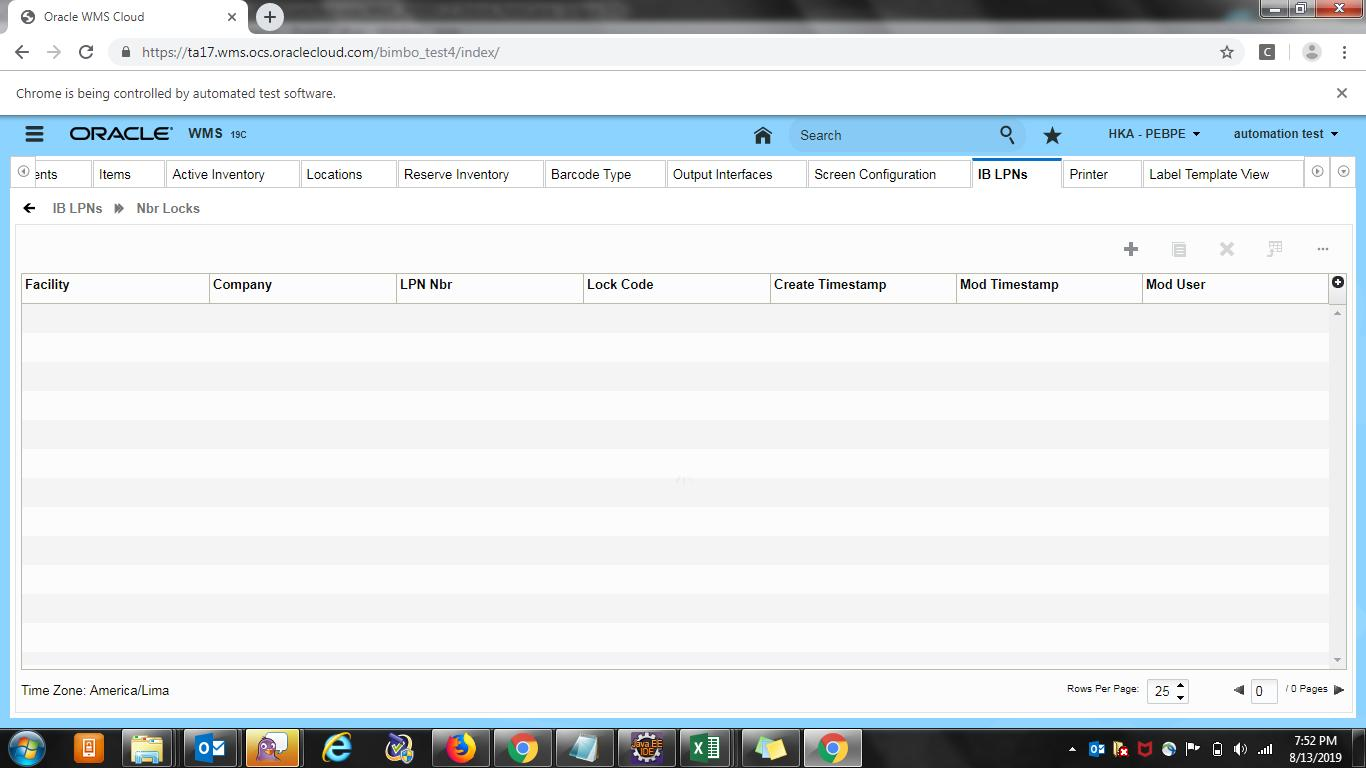 Oracle WMS Cloud
https://ta17.wms.ocs.oraclecloud.com/bimbo_test4/index/
C
Chrome is being controlled by automated test software.
ORACLE WMS 19C
Search
HKA - PEBPE
automation test
ents
Items
Active Inventory
Locations
Reserve Inventory
Barcode Type
Output Interfaces
Screen Configuration
IB LPNs
Printer
Label Template View
IB LPNs
Nbr Locks
Facility
Company
LPN Nbr
Lock Code
Create Timestamp
Mod Timestamp
Mod User
Time Zone: America/Lima
Rows Per Page: 25
0 / 0 Pages
Java EE
IDE
7:52 PM
8/13/2019